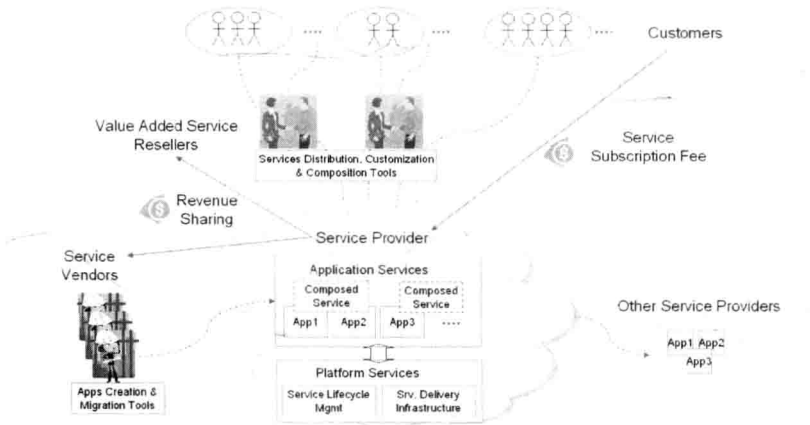 Customers
Value Added Service
Resellers
Services Distribution, Customization
& Composition Tools
Service
Subscription Fee
$
$
Revenue
Sharing
Service Provider
Service
Vendors
Application Services
Composed
Service
Composed
Service
App1
App2
App3
Other Service Providers
App1
App2
App3
Platform Services
Service Lifecycle
Mgmt
Srv. Delivery
Infrastructure
Apps Creation &
Migration Tools